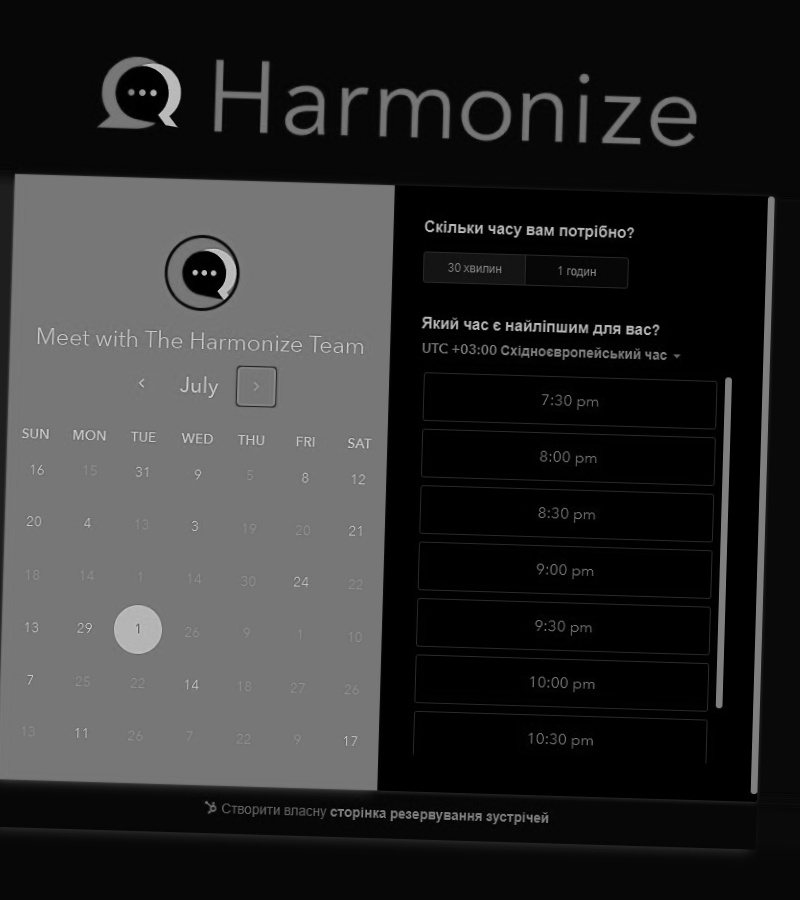 Harmonize
Meet with The Harmonize Team
July
SUN MON TUE WED THU FRI SAT
16 15 31 9 5 8 12
20 4 13 3 19 20 21
18 14 1 14 30 24 22
13 29 1 26 9 1 10
7 25 22 14 18 27 26
13 11 26 7 22 9 17
Скільки часу вам потрібно?
30 хвилин 1 годин
Який час є найліпшим для вас?
UTC +03:00 Східноєвропейський час
7:30 pm
8:00 pm
8:30 pm
9:00 pm
9:30 pm
10:00 pm
10:30 pm
Створити власну сторінка резервування зустрічей